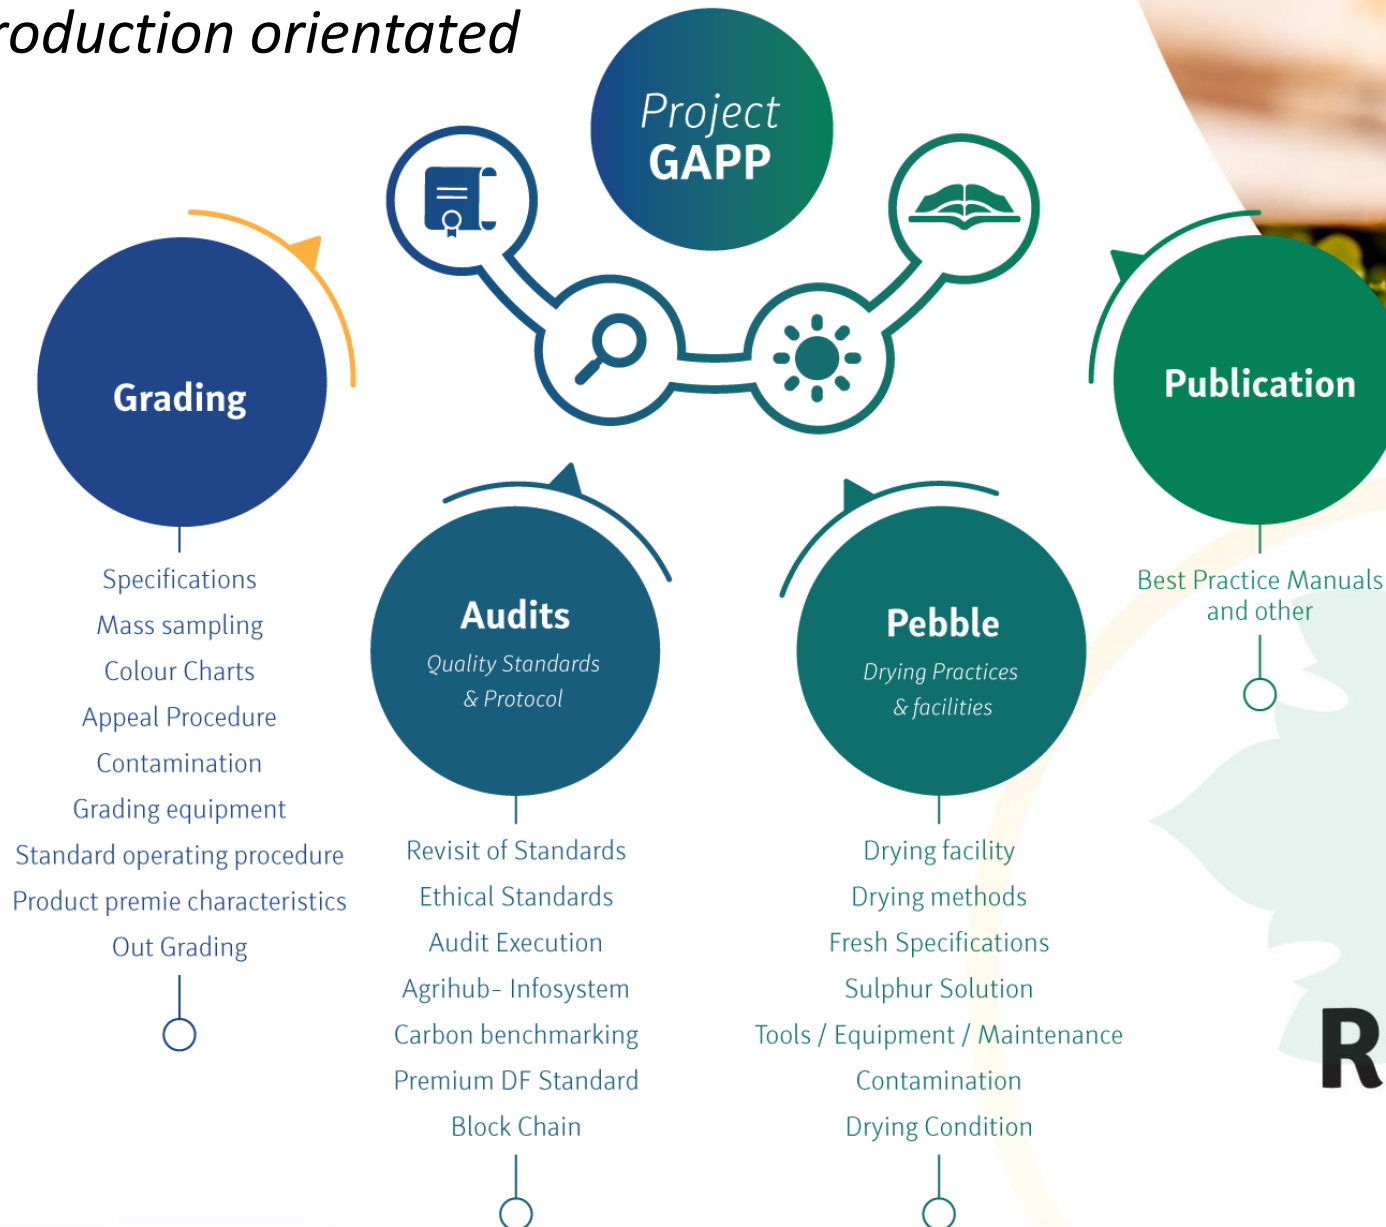 roduction orientated
Project
GAPP
Grading
Specifications
Mass sampling
Colour Charts
Appeal Procedure
Contamination
Grading equipment
Standard operating procedure
Product premie characteristics
Out Grading
Audits
Quality Standards
& Protocol
Revisit of Standards
Ethical Standards
Audit Execution
Agrihub- Infosystem
Carbon benchmarking
Premium DF Standard
Block Chain
Pebble
Drying Practices
& facilities
Drying facility
Drying methods
Fresh Specifications
Sulphur Solution
Tools / Equipment / Maintenance
Contamination
Drying Condition
Publication
Best Practice Manuals
and other
R